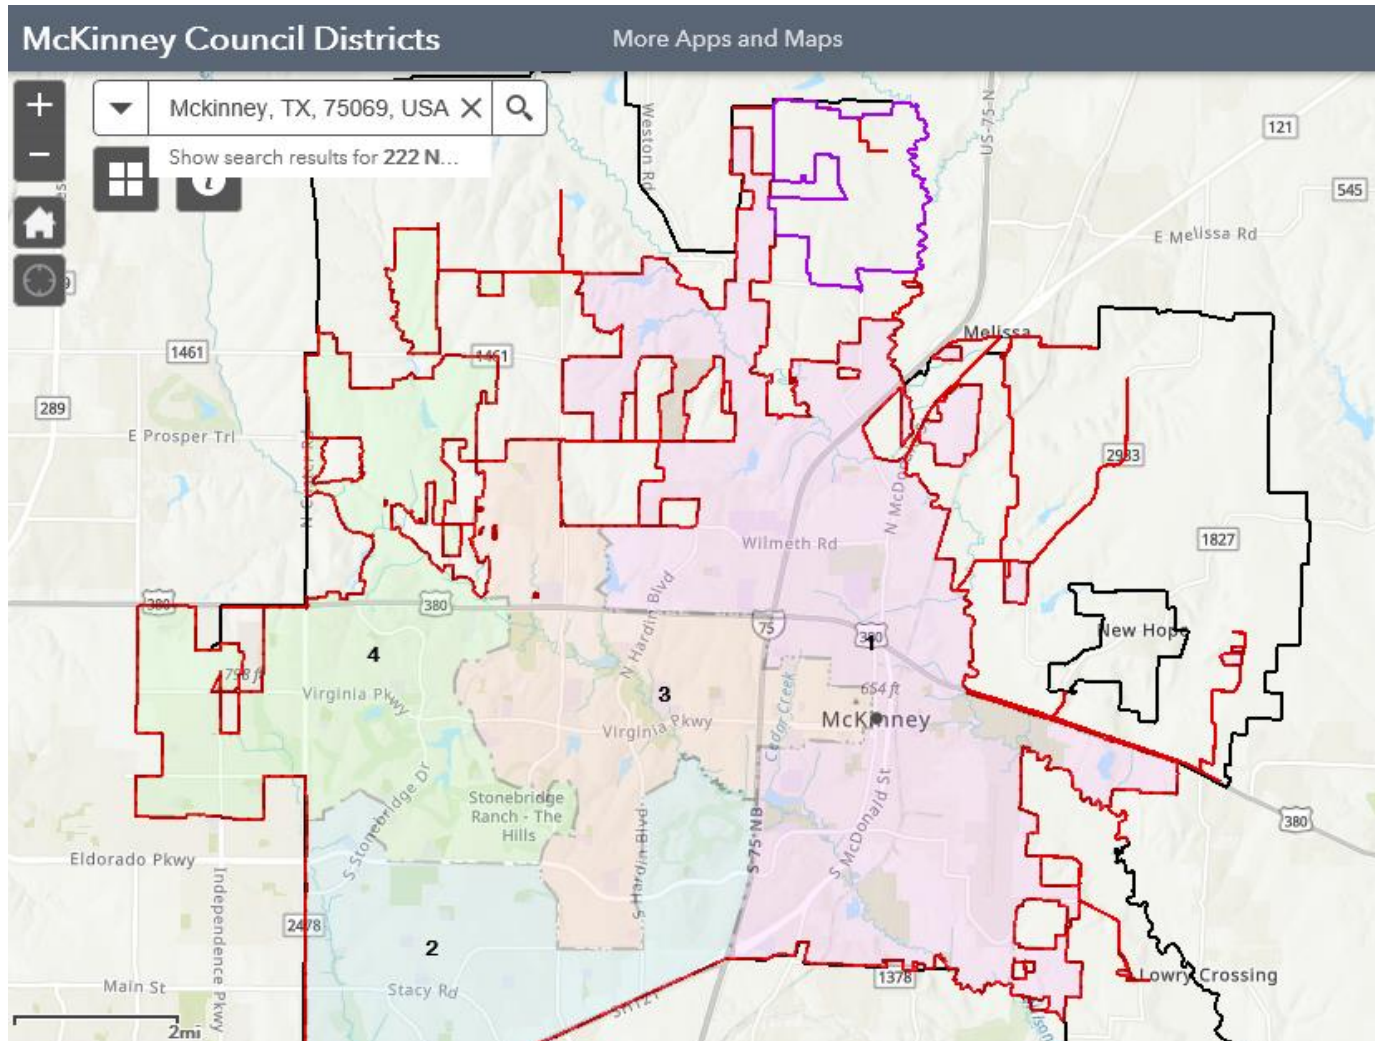 McKinney Council Districts
More Apps and Maps
+
Mckinney, TX, 75069, USA
Show search results for 222 N...
−
i
Weston Rd
US-75-N
121
545
E Melissa Rd
Melissa
1461
1461
289
E Prosper Trl
2933
N McDo
Wilmeth Rd
1827
380
380
75
380
1
New Hope
N Hardin Blvd
4
798 ft
Virginia Pkwy
3
654 ft
Virginia Pkwy
McKinney
Cedar Creek
S Stonebridge Dr
Stonebridge
Ranch - The
Hills
S Hardin Blvd
S 75 NB
S McDonald St
380
Eldorado Pkwy
Independence Pkwy
2478
2
1378
Lowry Crossing
Main St
Stacy Rd
SH 121
2mi